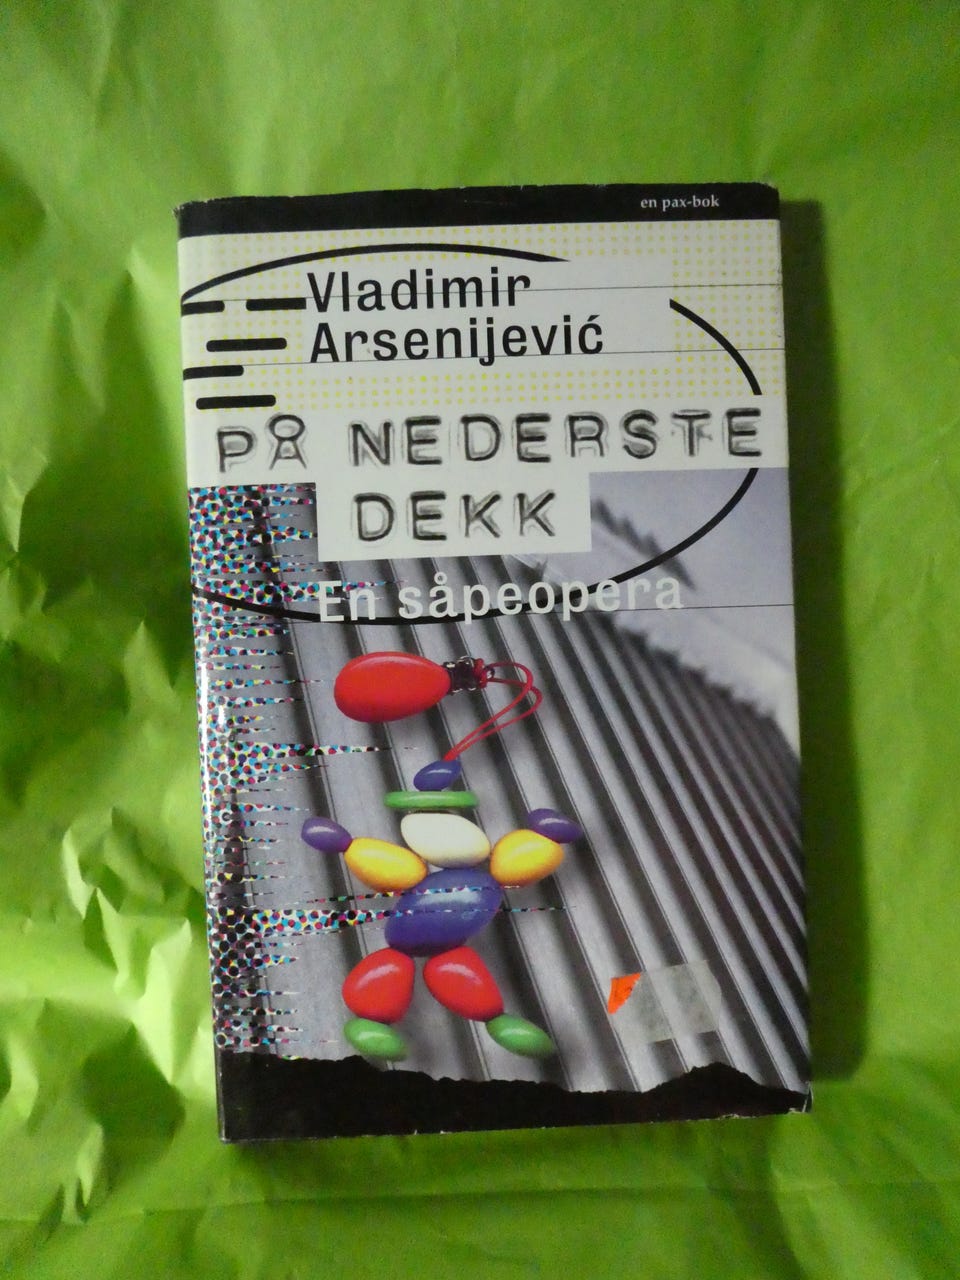 en pax-bok
Vladimir
Arsenijević
PÅ NEDERSTE
DEKK
En såpeopera